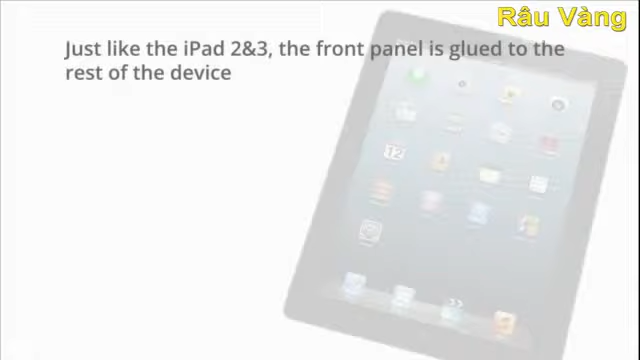 Râu Vàng
Just like the iPad 2&3, the front panel is glued to the
rest of the device
12